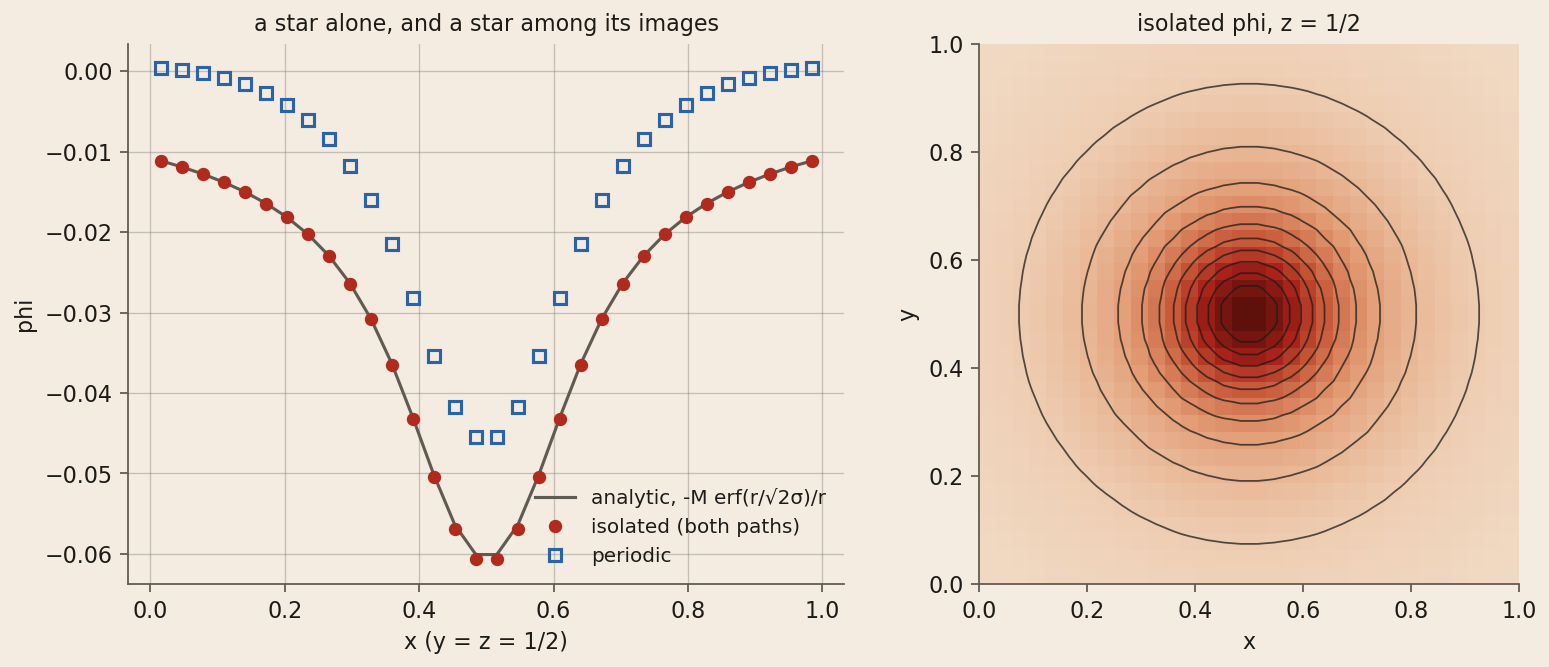 a star alone, and a star among its images
0.00
−0.01
−0.02
−0.03
−0.04
−0.05
−0.06
phi
0.0
0.2
0.4
0.6
0.8
1.0
x (y = z = 1/2)
analytic, -M erf(r/√2σ)/r
isolated (both paths)
periodic
isolated phi, z = 1/2
1.0
0.8
0.6
0.4
0.2
0.0
y
0.0
0.2
0.4
0.6
0.8
1.0
x